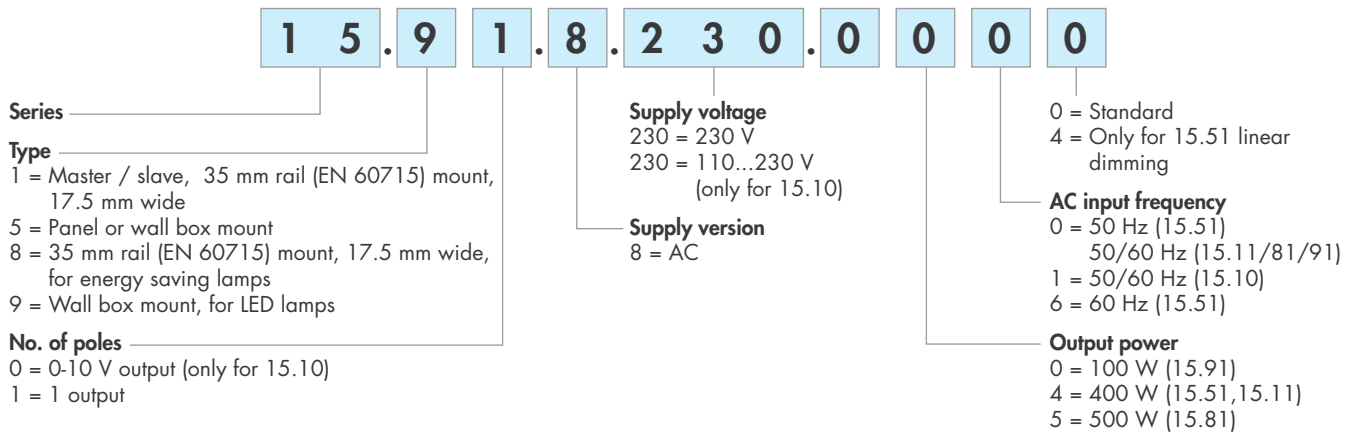 1 5 . 9 1 . 8 . 2 3 0 . 0 0 0 0
Series
Type
1 = Master / slave, 35 mm rail (EN 60715) mount,
17.5 mm wide
5 = Panel or wall box mount
8 = 35 mm rail (EN 60715) mount, 17.5 mm wide,
for energy saving lamps
9 = Wall box mount, for LED lamps
No. of poles
0 = 0-10 V output (only for 15.10)
1 = 1 output
Supply voltage
230 = 230 V
230 = 110...230 V
(only for 15.10)
Supply version
8 = AC
0 = Standard
4 = Only for 15.51 linear
dimming
AC input frequency
0 = 50 Hz (15.51)
50/60 Hz (15.11/81/91)
1 = 50/60 Hz (15.10)
6 = 60 Hz (15.51)
Output power
0 = 100 W (15.91)
4 = 400 W (15.51,15.11)
5 = 500 W (15.81)